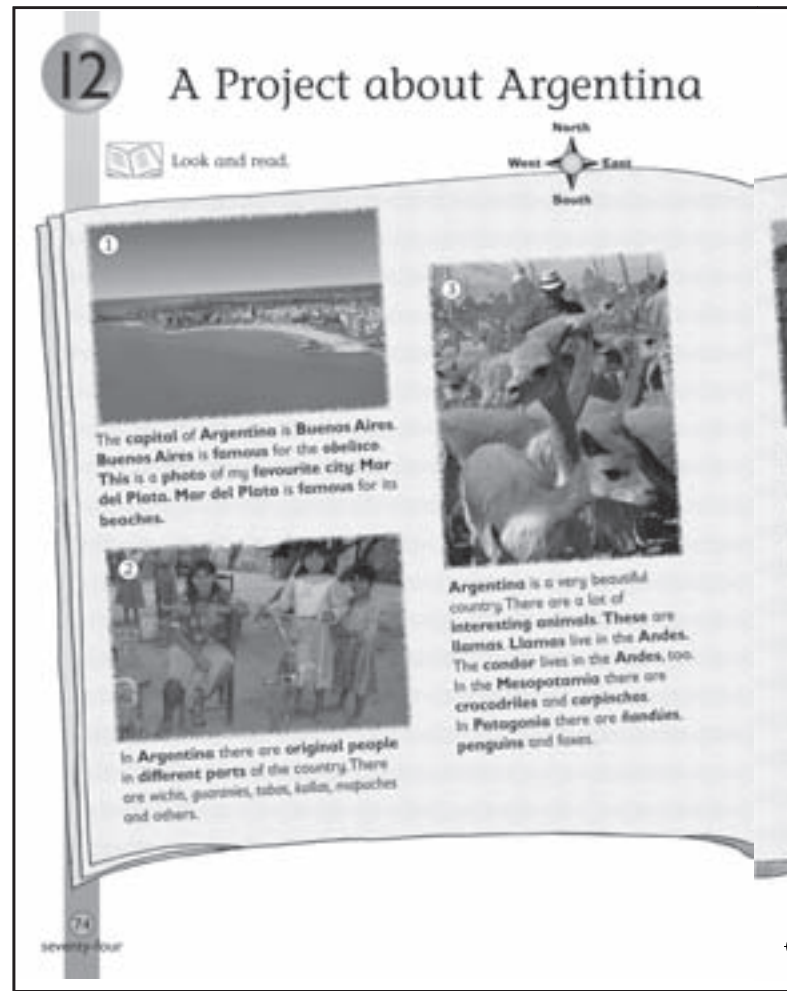 12
A Project about Argentina
Look and read.
North
West
East
South
1
The capital of Argentina is Buenos Aires.
Buenos Aires is famous for the obelisco.
This is a photo of my favourite city: Mar
del Plata. Mar del Plata is famous for its
beaches.
2
In Argentina there are original people
in different parts of the country. There
are wichis, guaraníes, tobas, kollas, mapuches
and others.
3
Argentina is a very beautiful
country. There are a lot of
interesting animals. These are
llamas. Llamas live in the Andes.
The condor lives in the Andes, too.
In the Mesopotamia there are
crocodriles and carpinchos.
In Patagonia there are ñandúes,
penguins and foxes.
74
seventy-four